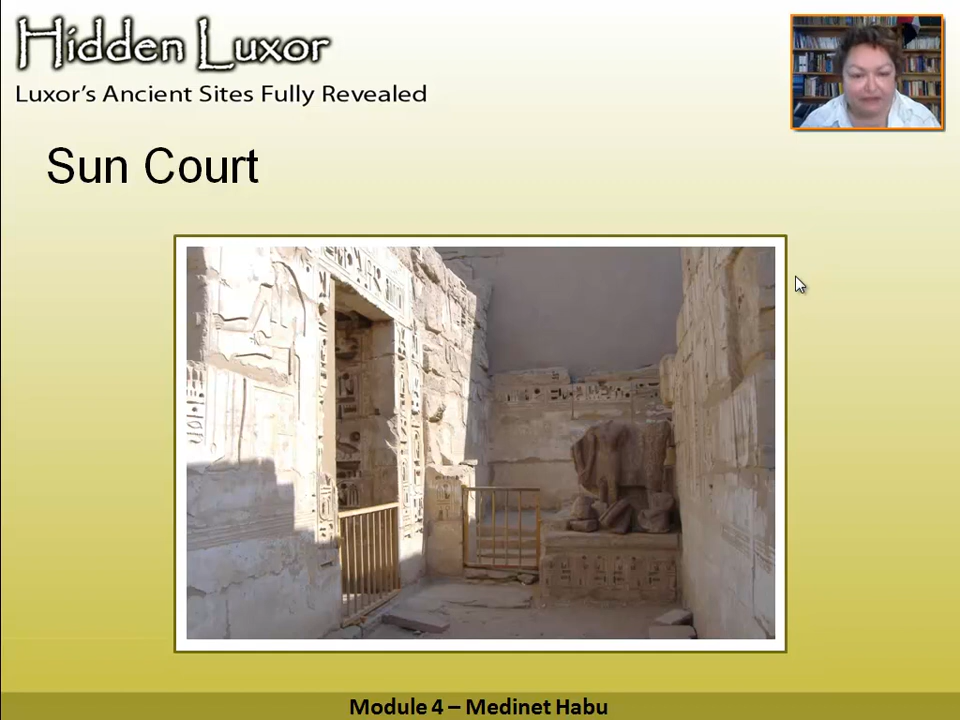 Hidden Luxor
Luxor's Ancient Sites Fully Revealed
Sun Court
Module 4 – Medinet Habu